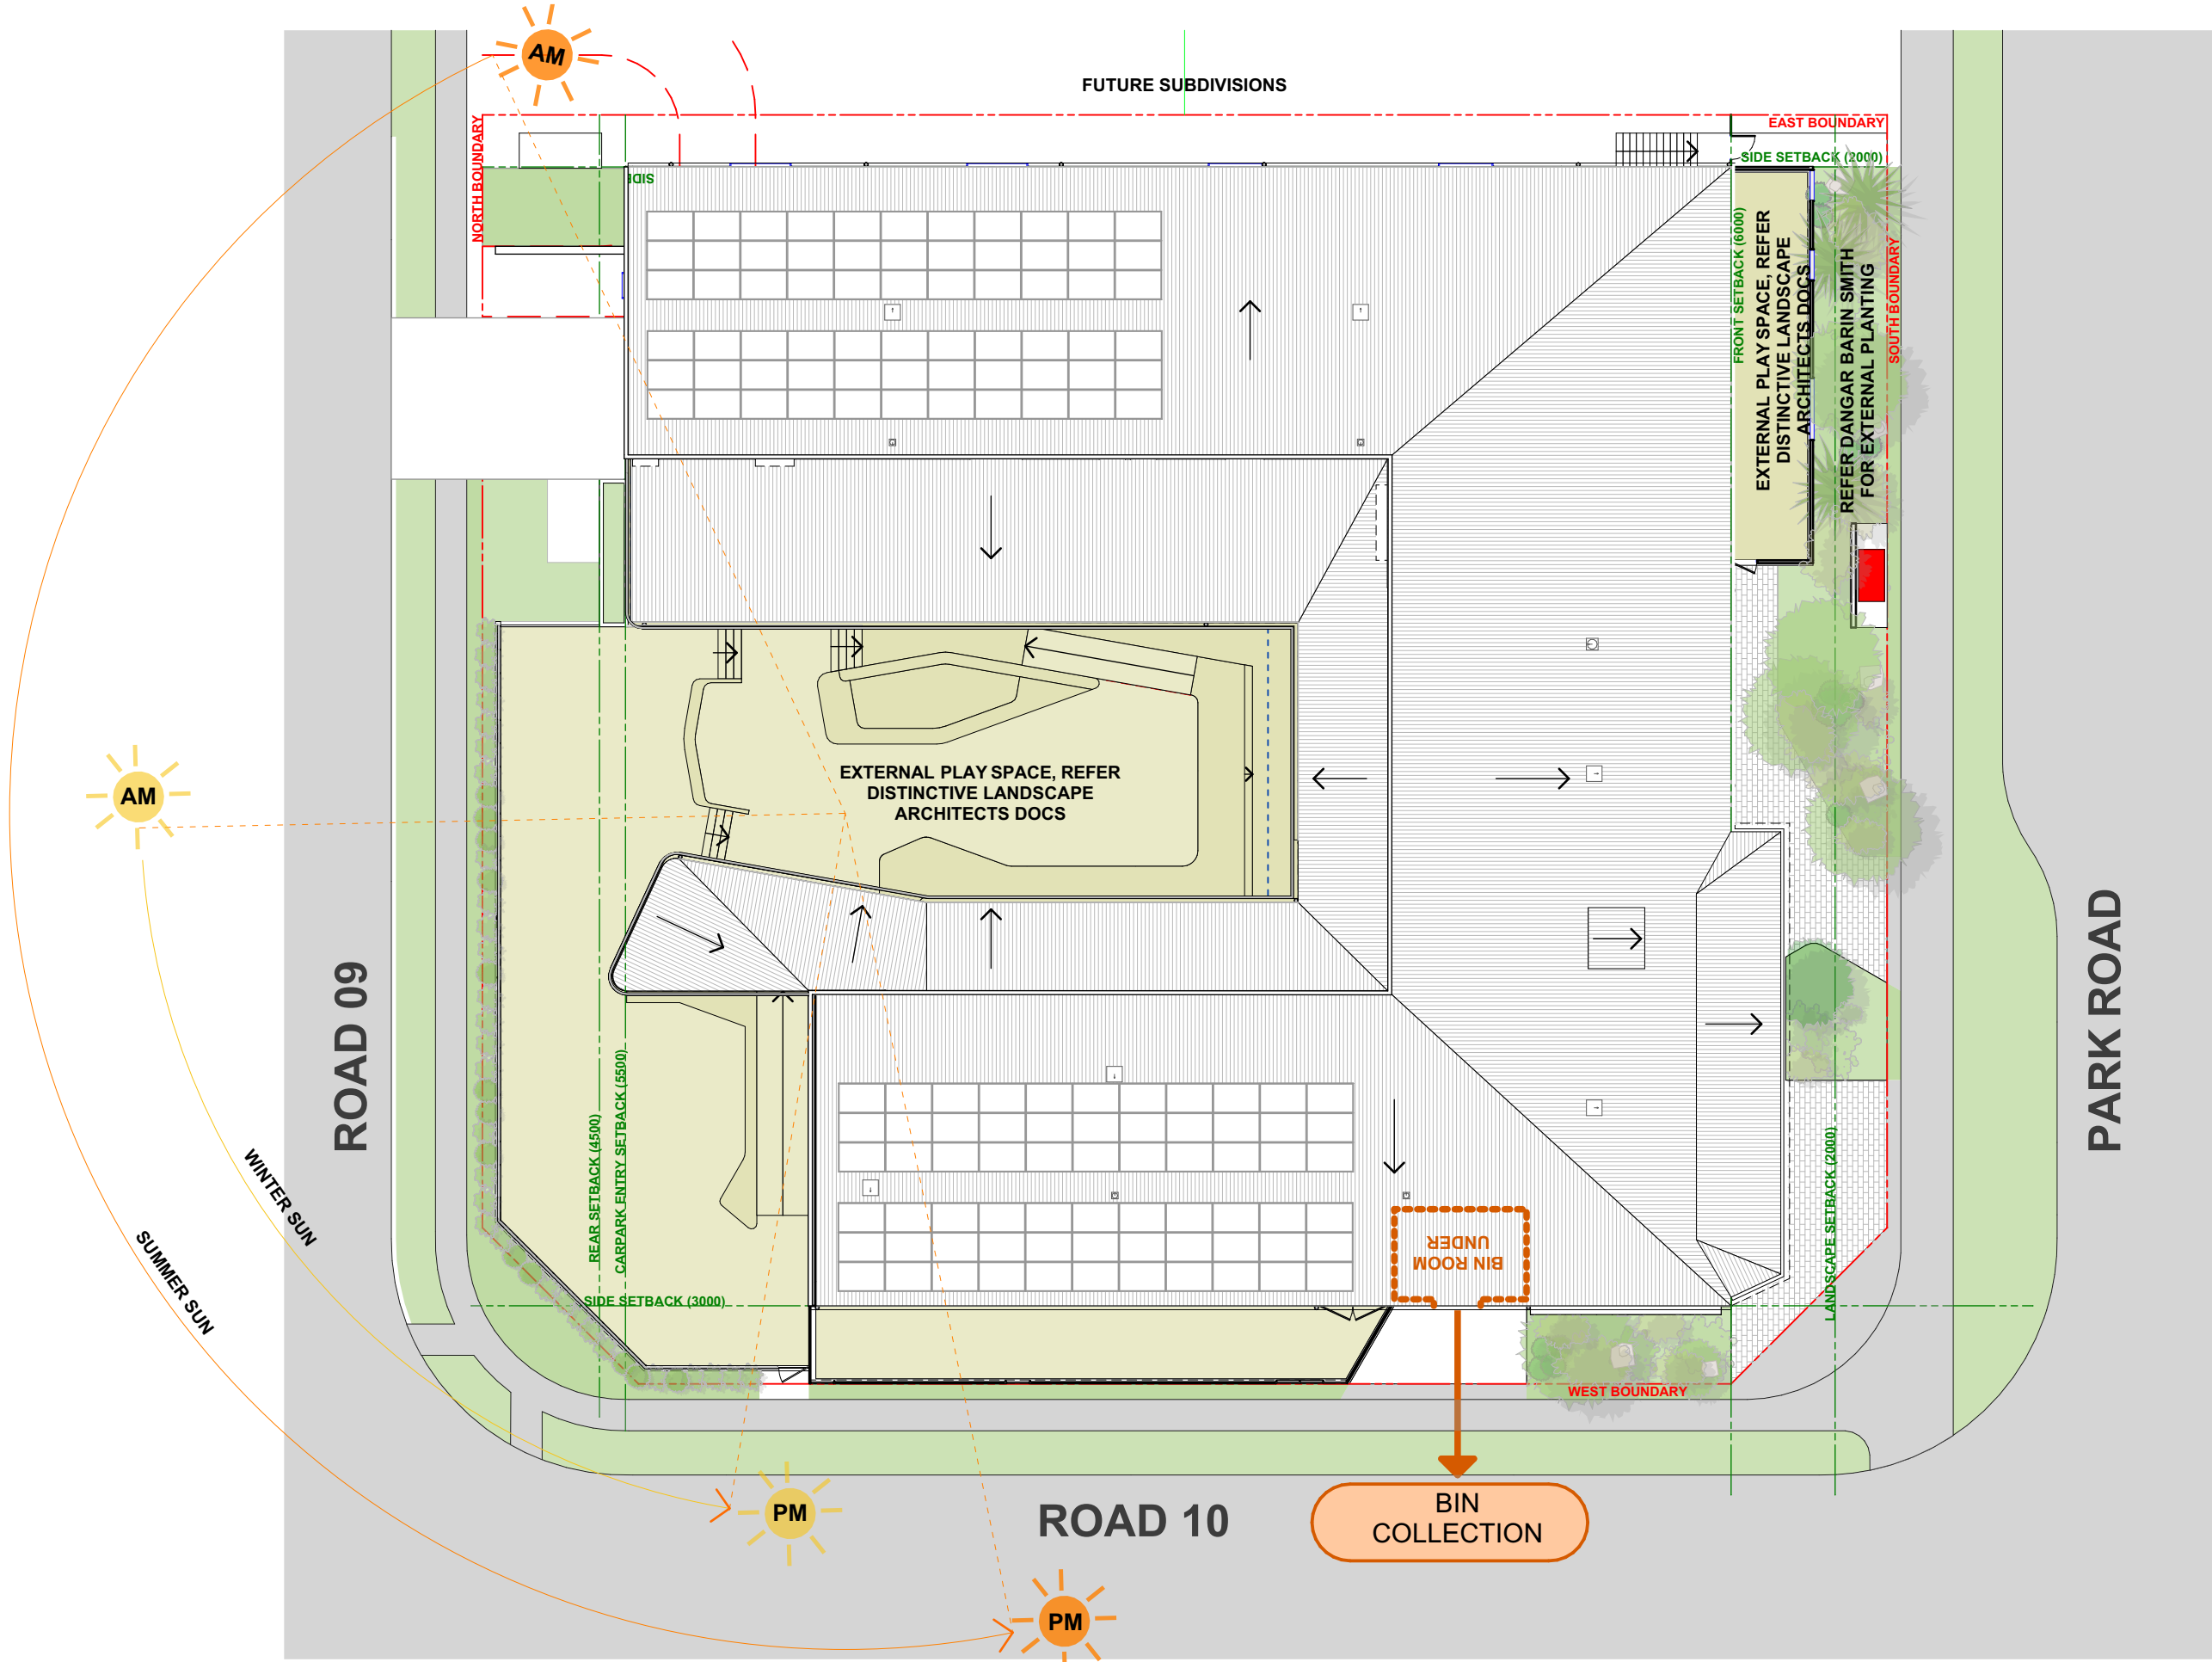 AM
FUTURE SUBDIVISIONS
EAST BOUNDARY
SIDE SETBACK (2000)
NORTH BOUNDARY
SIDE
FRONT SETBACK (6000)
EXTERNAL PLAY SPACE, REFER
DISTINCTIVE LANDSCAPE
ARCHITECTS DOCS
REFER DANGAR BARIN SMITH
FOR EXTERNAL PLANTING
SOUTH BOUNDARY
AM
EXTERNAL PLAY SPACE, REFER
DISTINCTIVE LANDSCAPE
ARCHITECTS DOCS
ROAD 09
PARK ROAD
WINTER SUN
SUMMER SUN
REAR SETBACK (4500)
CARPARK ENTRY SETBACK (5500)
LANDSCAPE SETBACK (2000)
BIN ROOM
UNDER
SIDE SETBACK (3000)
WEST BOUNDARY
PM
ROAD 10
BIN
COLLECTION
PM